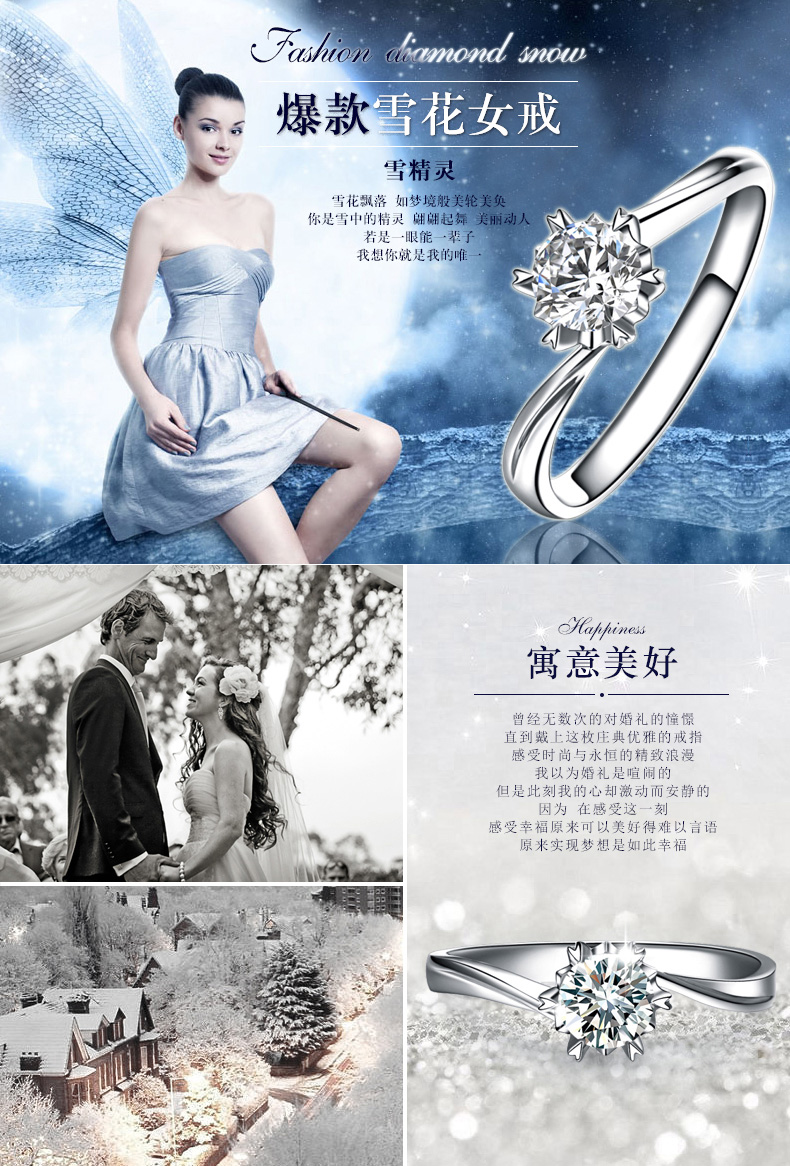 Fashion diamond snow
爆款雪花女戒
雪精灵
雪花飘落 如梦境般美轮美奂
你是雪中的精灵 翩翩起舞 美丽动人
若是一眼能一辈子
我想你就是我的唯一
Happiness
寓意美好
曾经无数次的对婚礼的憧憬
直到戴上这枚庄典优雅的戒指
感受时尚与永恒的精致浪漫
我以为婚礼是喧闹的
但是此刻我的心却激动而安静的
因为 在感受这一刻
感受幸福原来可以美好得难以言语
原来实现梦想是如此幸福